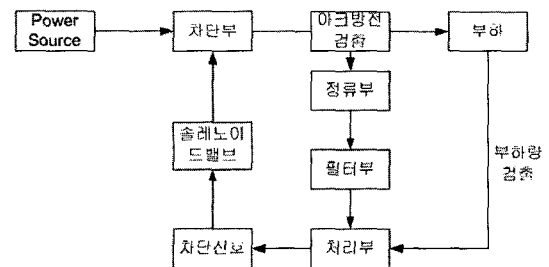 Power
Source
차단부
아크방전
검출
부하
정류부
솔레노이
드밸브
필터부
부하량
검출
차단신호
처리부